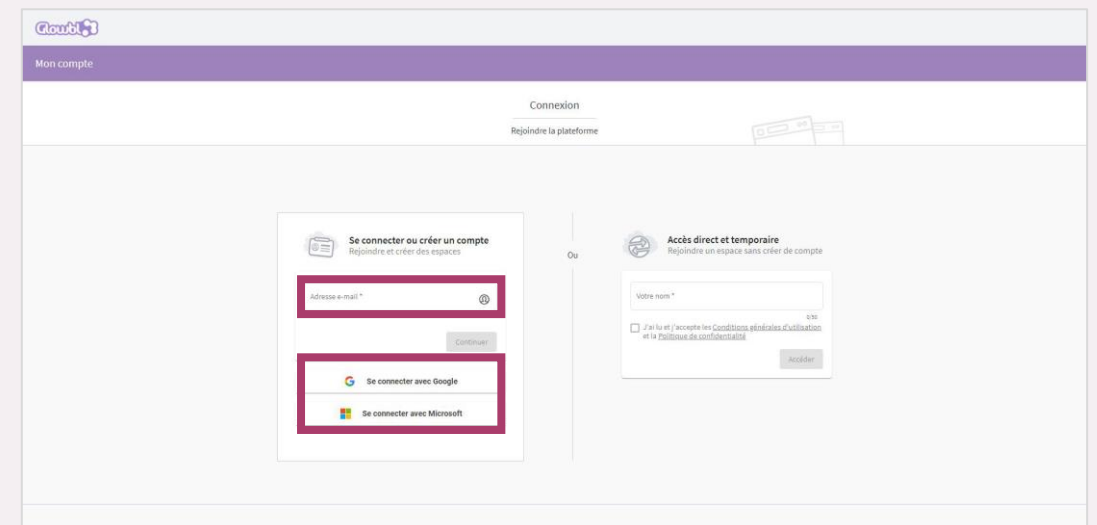 Glowbl
Mon compte
Connexion
Rejoindre la plateforme
Se connecter ou créer un compte
Rejoindre et créer des espaces
Adresse e-mail *
Continuer
Se connecter avec Google
Se connecter avec Microsoft
Ou
Accès direct et temporaire
Rejoindre un espace sans créer de compte
Votre nom *
0/50
J'ai lu et j'accepte les Conditions générales d'utilisation
et la Politique de confidentialité
Accéder